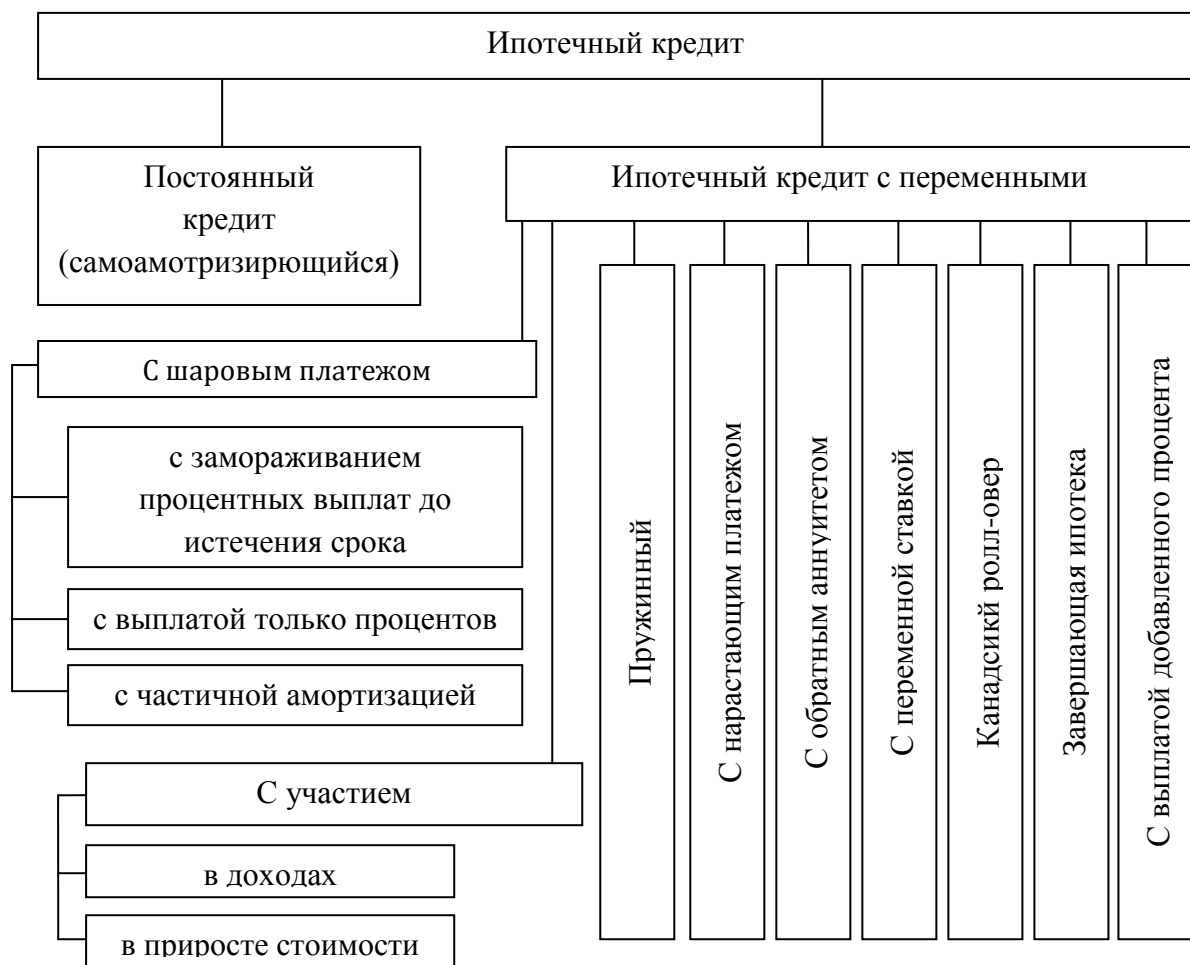 Ипотечный кредит
Постоянный
кредит
(самоамотризирющийся)
Ипотечный кредит с переменными
С шаровым платежом
с замораживанием
процентных выплат до
истечения срока
с выплатой только процентов
с частичной амортизацией
С участием
в доходах
в приросте стоимости
Пружинный
С нарастающим платежом
С обратным аннуитетом
С переменной ставкой
Канадсикй ролл-овер
Завершающая ипотека
С выплатой добавленного процента